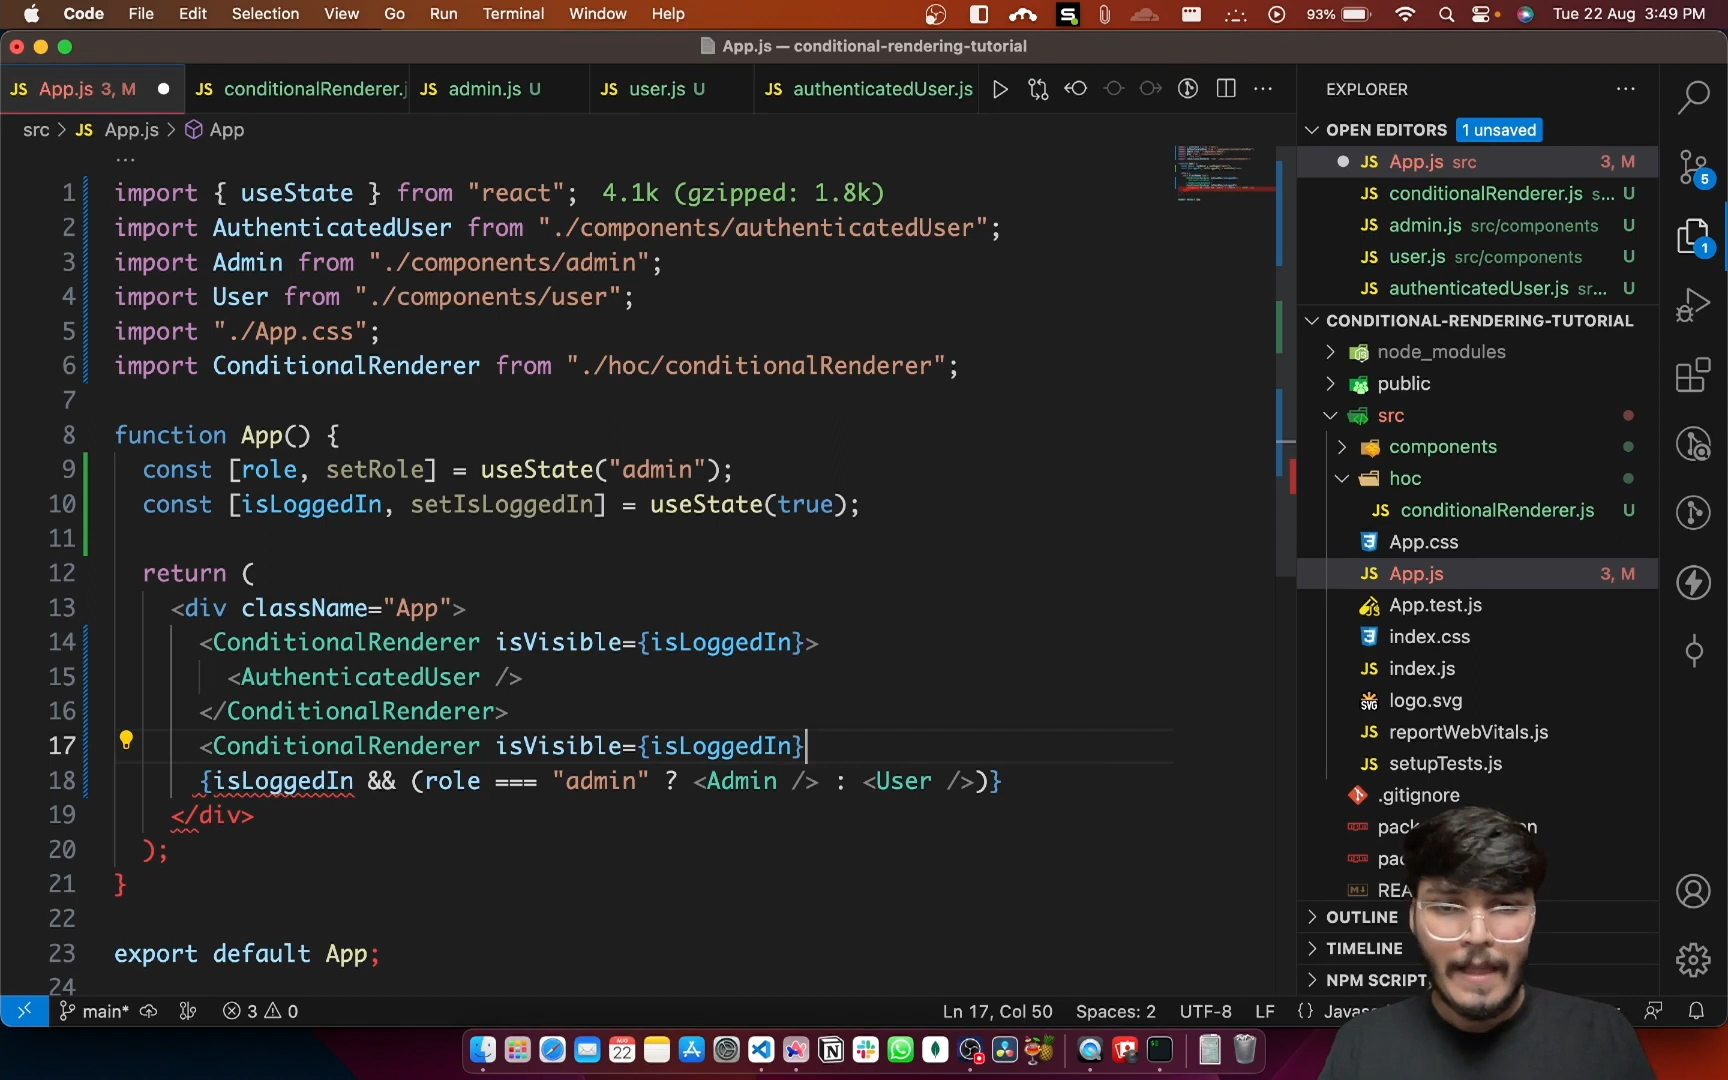 Code File Edit Selection View Go Run Terminal Window Help 93% Tue 22 Aug 3:49 PM
App.js — conditional-rendering-tutorial
JS App.js 3, M JS conditionalRenderer.j JS admin.js U JS user.js U JS authenticatedUser.js
src > JS App.js > App
...
1 import { useState } from "react"; 4.1k (gzipped: 1.8k)
2 import AuthenticatedUser from "./components/authenticatedUser";
3 import Admin from "./components/admin";
4 import User from "./components/user";
5 import "./App.css";
6 import ConditionalRenderer from "./hoc/conditionalRenderer";
7
8 function App() {
9 const [role, setRole] = useState("admin");
10 const [isLoggedIn, setIsLoggedIn] = useState(true);
11
12 return (
13 <div className="App">
14 <ConditionalRenderer isVisible={isLoggedIn}>
15 <AuthenticatedUser />
16 </ConditionalRenderer>
17 <ConditionalRenderer isVisible={isLoggedIn}
18 {isLoggedIn && (role === "admin" ? <Admin /> : <User />)}
19 </div>
20 );
21 }
22
23 export default App;
24
EXPLORER
OPEN EDITORS 1 unsaved
JS App.js src 3, M
JS conditionalRenderer.js s... U
JS admin.js src/components U
JS user.js src/components U
JS authenticatedUser.js sr... U
CONDITIONAL-RENDERING-TUTORIAL
node_modules
public
src
components
hoc
JS conditionalRenderer.js U
App.css
JS App.js 3, M
App.test.js
index.css
JS index.js
logo.svg
JS reportWebVitals.js
JS setupTests.js
.gitignore
OUTLINE
TIMELINE
NPM SCRIPT
5
1
main* 3 0 Ln 17, Col 50 Spaces: 2 UTF-8 LF {}
AUG 22